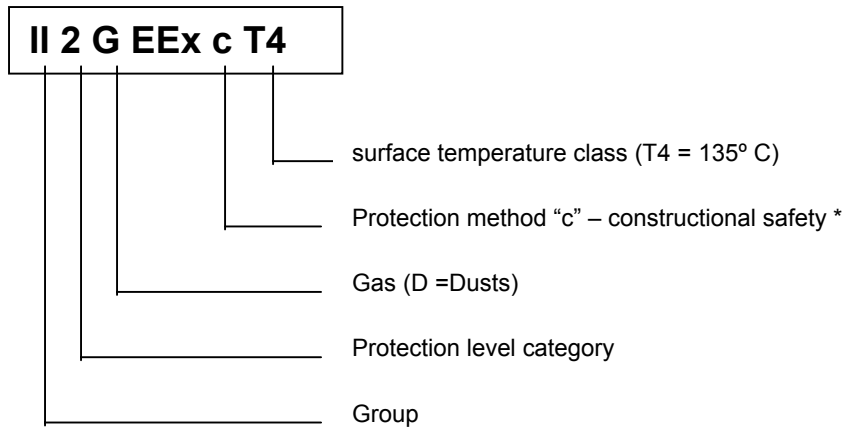 II 2 G EEx c T4
surface temperature class (T4 = 135º C)
Protection method “c” – constructional safety *
Gas (D =Dusts)
Protection level category
Group